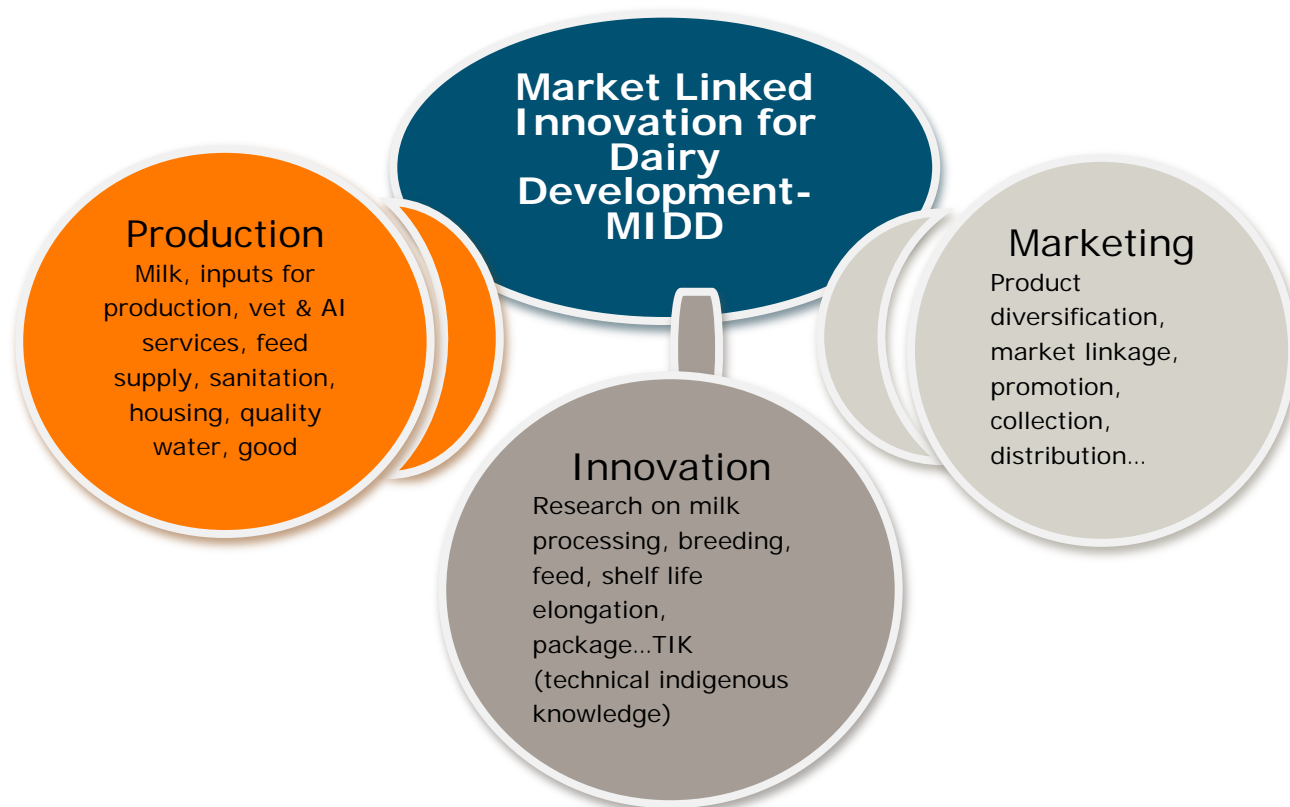 Market Linked
Innovation for
Dairy
Development-
MIDD
Production
Milk, inputs for
production, vet & AI
services, feed
supply, sanitation,
housing, quality
water, good
Marketing
Product
diversification,
market linkage,
promotion,
collection,
distribution…
Innovation
Research on milk
processing, breeding,
feed, shelf life
elongation,
package…TIK
(technical indigenous
knowledge)